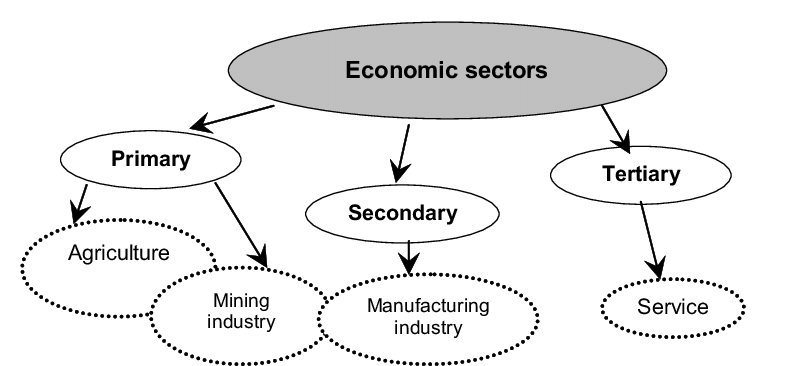 Economic sectors
Primary
Tertiary
Secondary
Agriculture
Mining
industry
Manufacturing
industry
Service